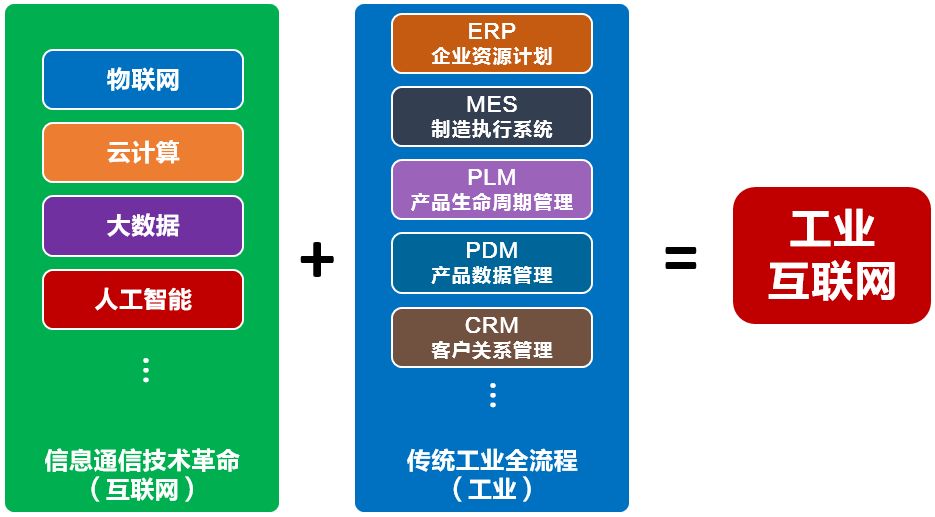 物联网
云计算
大数据
人工智能
⋮
信息通信技术革命
（互联网）
+
ERP
企业资源计划
MES
制造执行系统
PLM
产品生命周期管理
PDM
产品数据管理
CRM
客户关系管理
⋮
传统工业全流程
（工业）
=
工业
互联网